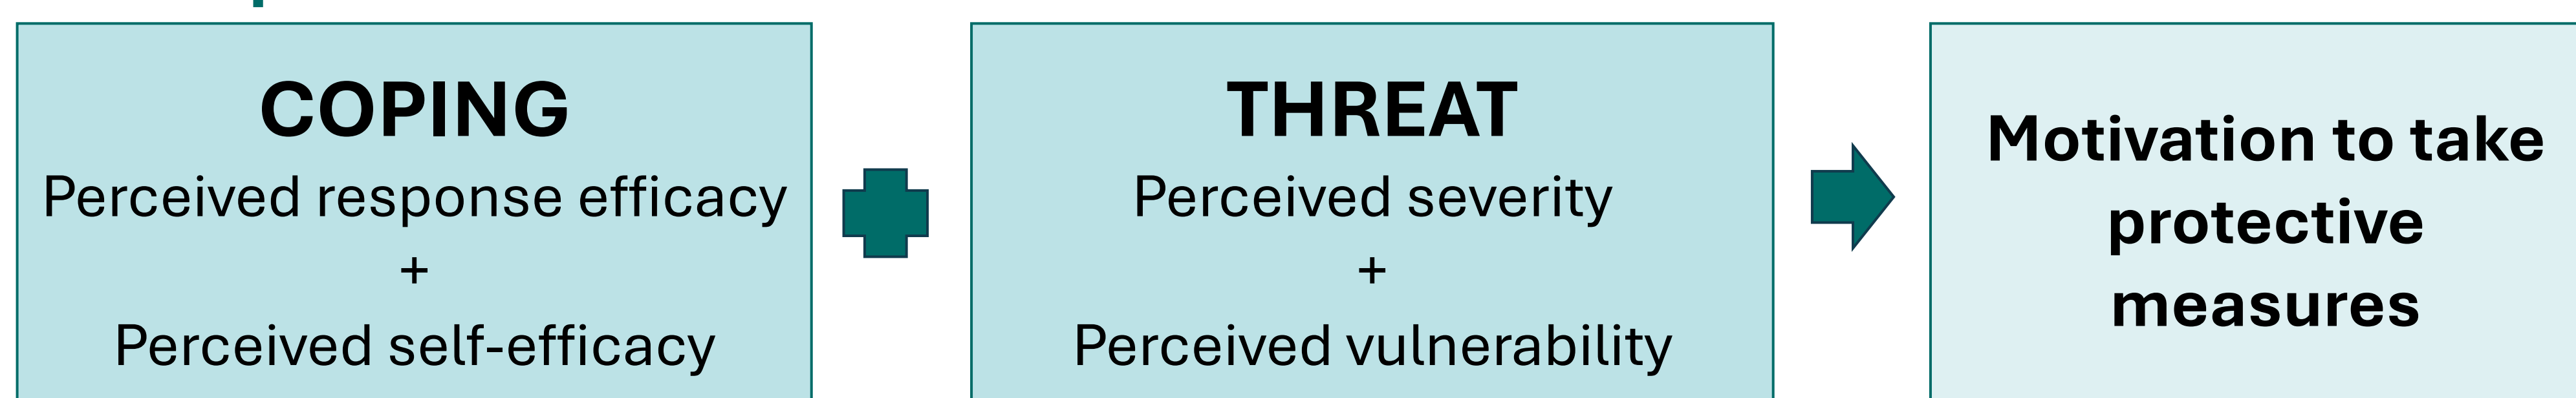 COPING
Perceived response efficacy
+
Perceived self-efficacy
THREAT
Perceived severity
+
Perceived vulnerability
Motivation to take
protective
measures